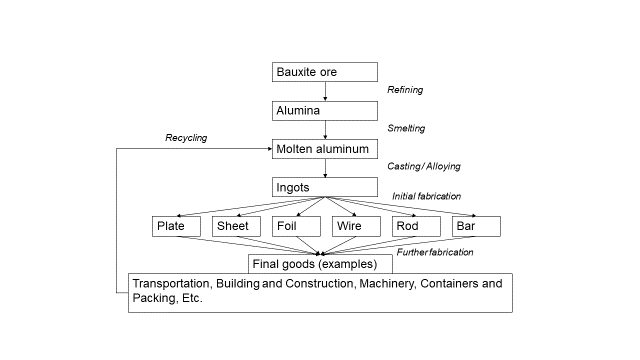 Bauxite ore
Refining
Alumina
Smelting
Recycling
Molten aluminum
Casting / Alloying
Ingots
Initial fabrication
Plate
Sheet
Foil
Wire
Rod
Bar
Further fabrication
Final goods (examples)
Transportation, Building and Construction, Machinery, Containers and
Packing, Etc.